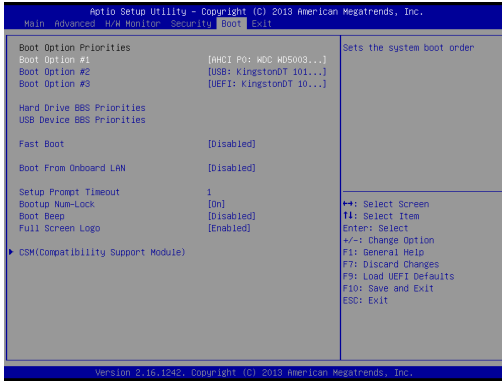 Aptio Setup Utility – Copyright (C) 2013 American Megatrends, Inc.
Main Advanced H/W Monitor Security Boot Exit
Boot Option Priorities
Boot Option #1 [AHCI P0: WDC WD5003...]
Boot Option #2 [USB: KingstonDT 101...]
Boot Option #3 [UEFI: KingstonDT 10...]
Hard Drive BBS Priorities
USB Device BBS Priorities
Fast Boot [Disabled]
Boot From Onboard LAN [Disabled]
Setup Prompt Timeout 1
Bootup Num-Lock [On]
Boot Beep [Disabled]
Full Screen Logo [Enabled]
CSM(Compatibility Support Module)
Sets the system boot order
↔: Select Screen
↑↓: Select Item
Enter: Select
+/-: Change Option
F1: General Help
F7: Discard Changes
F9: Load UEFI Defaults
F10: Save and Exit
ESC: Exit
Version 2.16.1242. Copyright (C) 2013 American Megatrends, Inc.